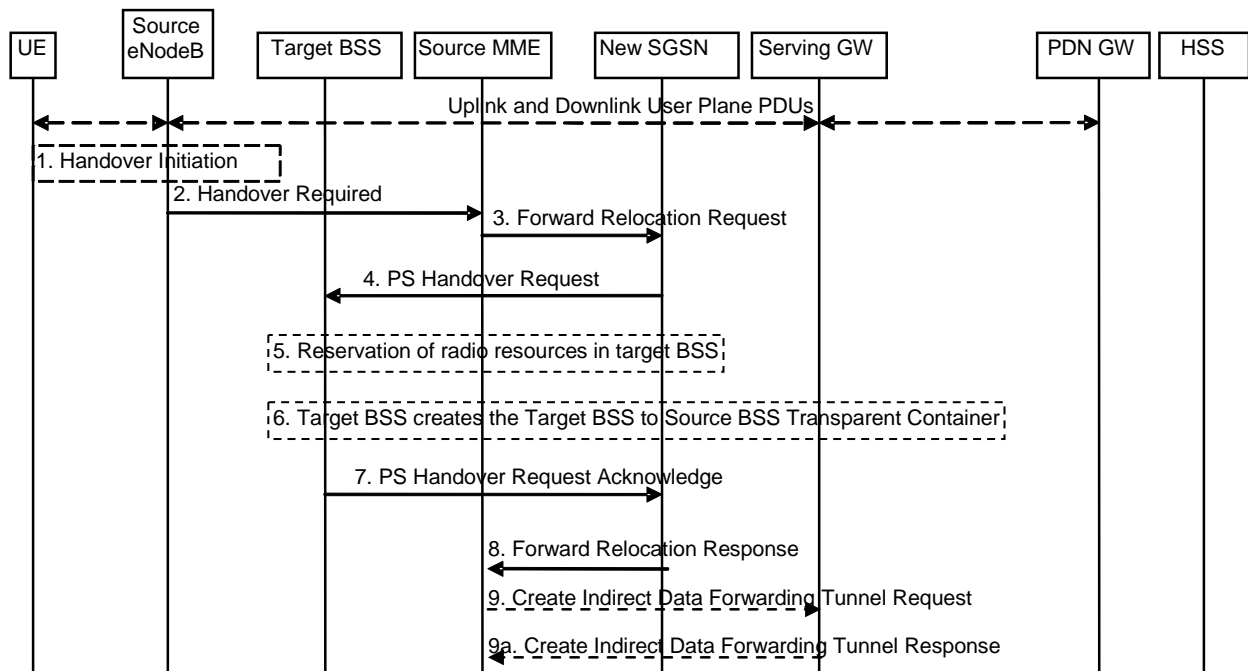 UE
Source
eNodeB
Target BSS
Source MME
New SGSN
Serving GW
PDN GW
HSS
Uplink and Downlink User Plane PDUs
1. Handover Initiation
2. Handover Required
3. Forward Relocation Request
4. PS Handover Request
5. Reservation of radio resources in target BSS
6. Target BSS creates the Target BSS to Source BSS Transparent Container
7. PS Handover Request Acknowledge
8. Forward Relocation Response
9. Create Indirect Data Forwarding Tunnel Request
9a. Create Indirect Data Forwarding Tunnel Response